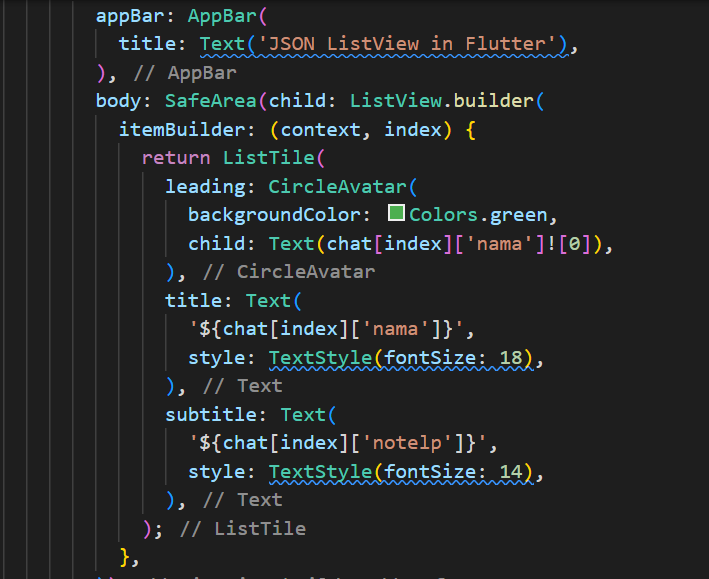 appBar: AppBar(
title: Text('JSON ListView in Flutter'),
), // AppBar
body: SafeArea(child: ListView.builder(
itemBuilder: (context, index) {
return ListTile(
leading: CircleAvatar(
backgroundColor: Colors.green,
child: Text(chat[index]['nama']![0]),
), // CircleAvatar
title: Text(
'${chat[index]['nama']}',
style: TextStyle(fontSize: 18),
), // Text
subtitle: Text(
'${chat[index]['notelp']}',
style: TextStyle(fontSize: 14),
), // Text
); // ListTile
},